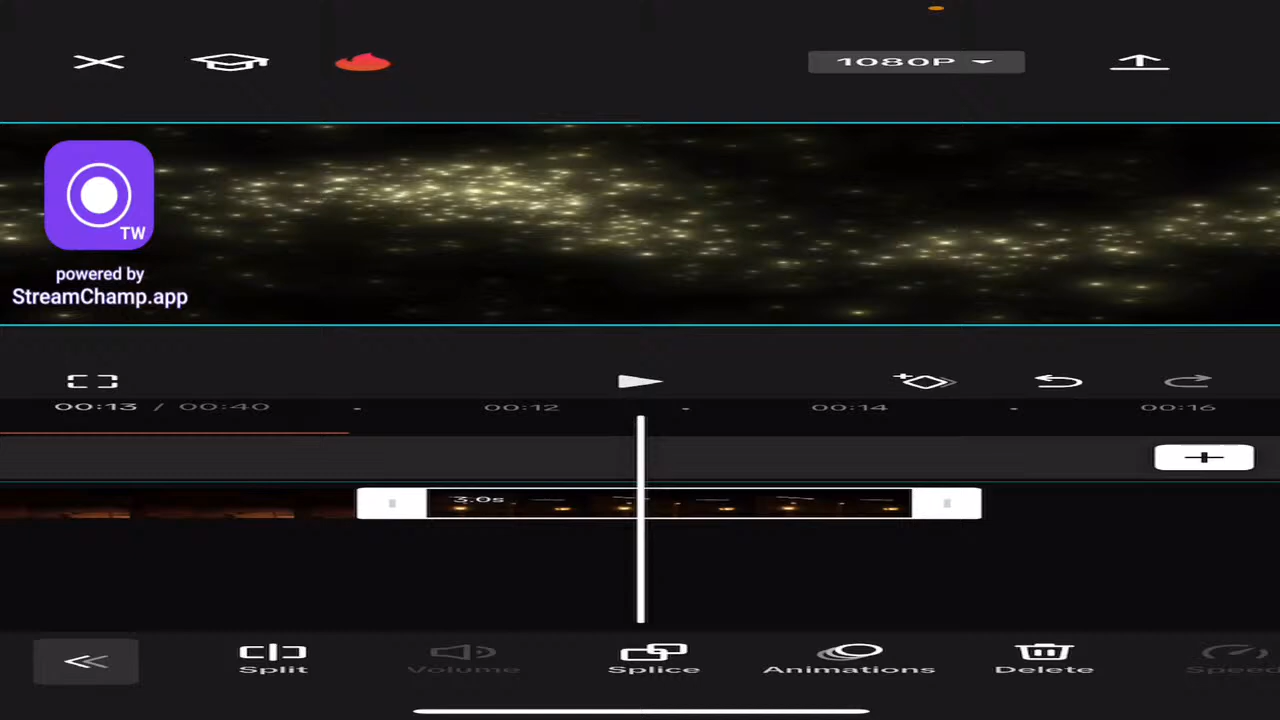 1080P
TW
powered by
StreamChamp.app
00:13 / 00:40
00:12
00:14
00:16
3.0s
Split
Volume
Splice
Animations
Delete
Speed